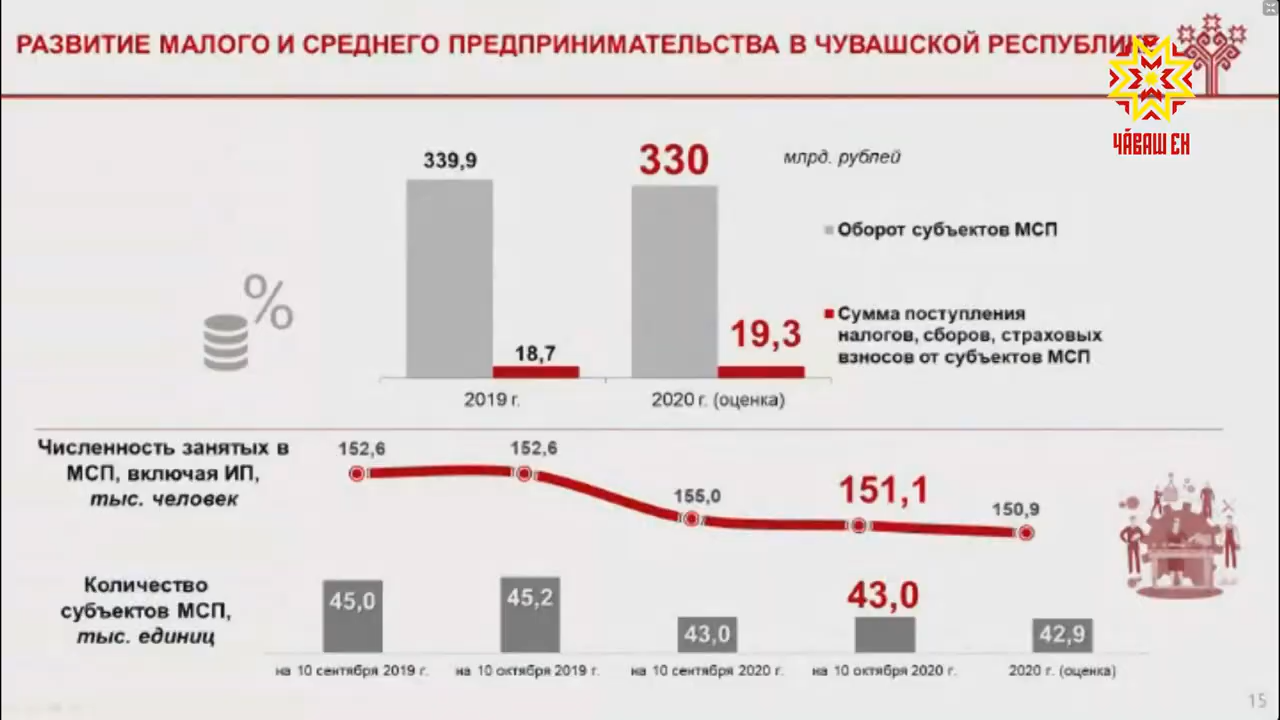 РАЗВИТИЕ МАЛОГО И СРЕДНЕГО ПРЕДПРИНИМАТЕЛЬСТВА В ЧУВАШСКОЙ РЕСПУБЛИКЕ
ЧӐВАШ ЕН
339,9
330
млрд. рублей
Оборот субъектов МСП
18,7
19,3
Сумма поступления
налогов, сборов, страховых
взносов от субъектов МСП
%
2019 г.
2020 г. (оценка)
Численность занятых в
МСП, включая ИП,
тыс. человек
152,6
152,6
155,0
151,1
150,9
Количество
субъектов МСП,
тыс. единиц
45,0
45,2
43,0
43,0
42,9
на 10 сентября 2019 г.
на 10 октября 2019 г.
на 10 сентября 2020 г.
на 10 октября 2020 г.
2020 г. (оценка)
15